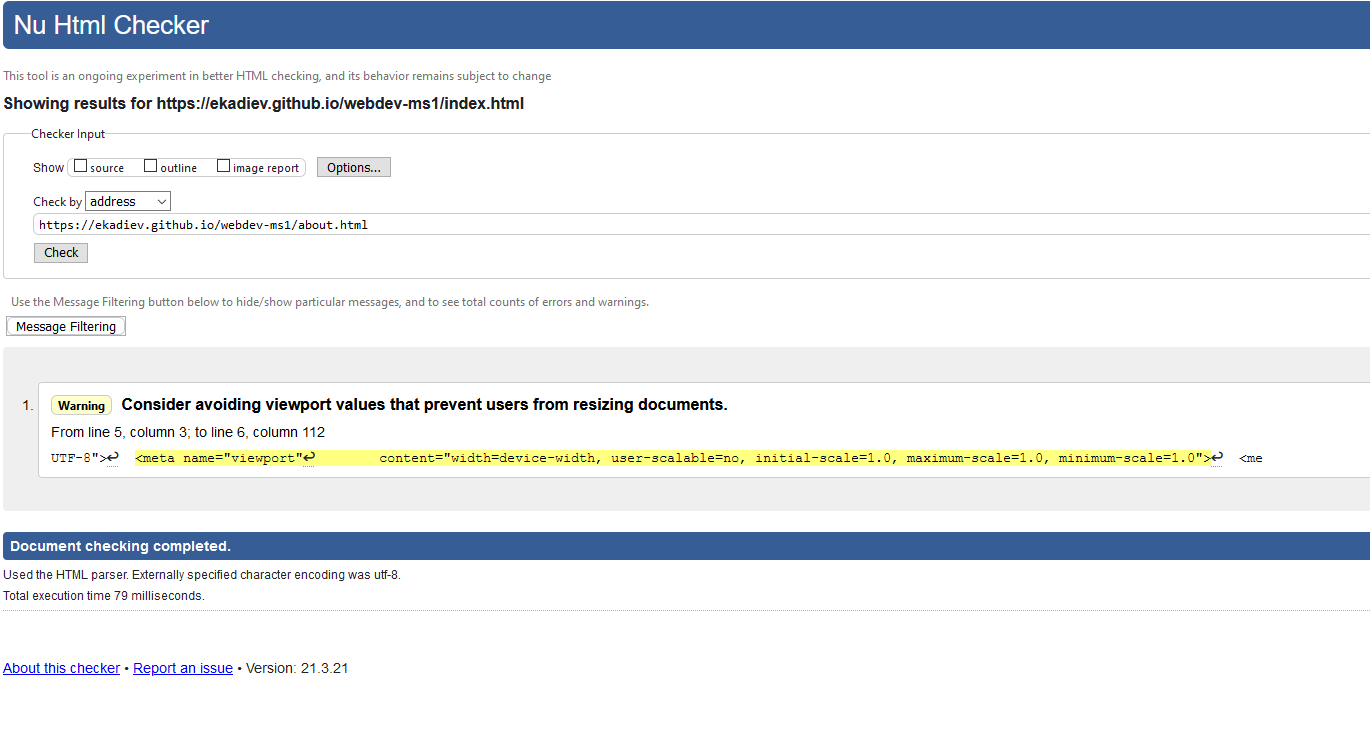 Nu Html Checker
This tool is an ongoing experiment in better HTML checking, and its behavior remains subject to change
Showing results for https://ekadiev.github.io/webdev-ms1/index.html
Checker Input
Show source outline image report Options...
Check by address
https://ekadiev.github.io/webdev-ms1/about.html
Check
Use the Message Filtering button below to hide/show particular messages, and to see total counts of errors and warnings.
Message Filtering
1. Warning Consider avoiding viewport values that prevent users from resizing documents.
From line 5, column 3; to line 6, column 112
UTF-8">↩ <meta name="viewport"↩ content="width=device-width, user-scalable=no, initial-scale=1.0, maximum-scale=1.0, minimum-scale=1.0">↩ <me
Document checking completed.
Used the HTML parser. Externally specified character encoding was utf-8.
Total execution time 79 milliseconds.
About this checker • Report an issue • Version: 21.3.21